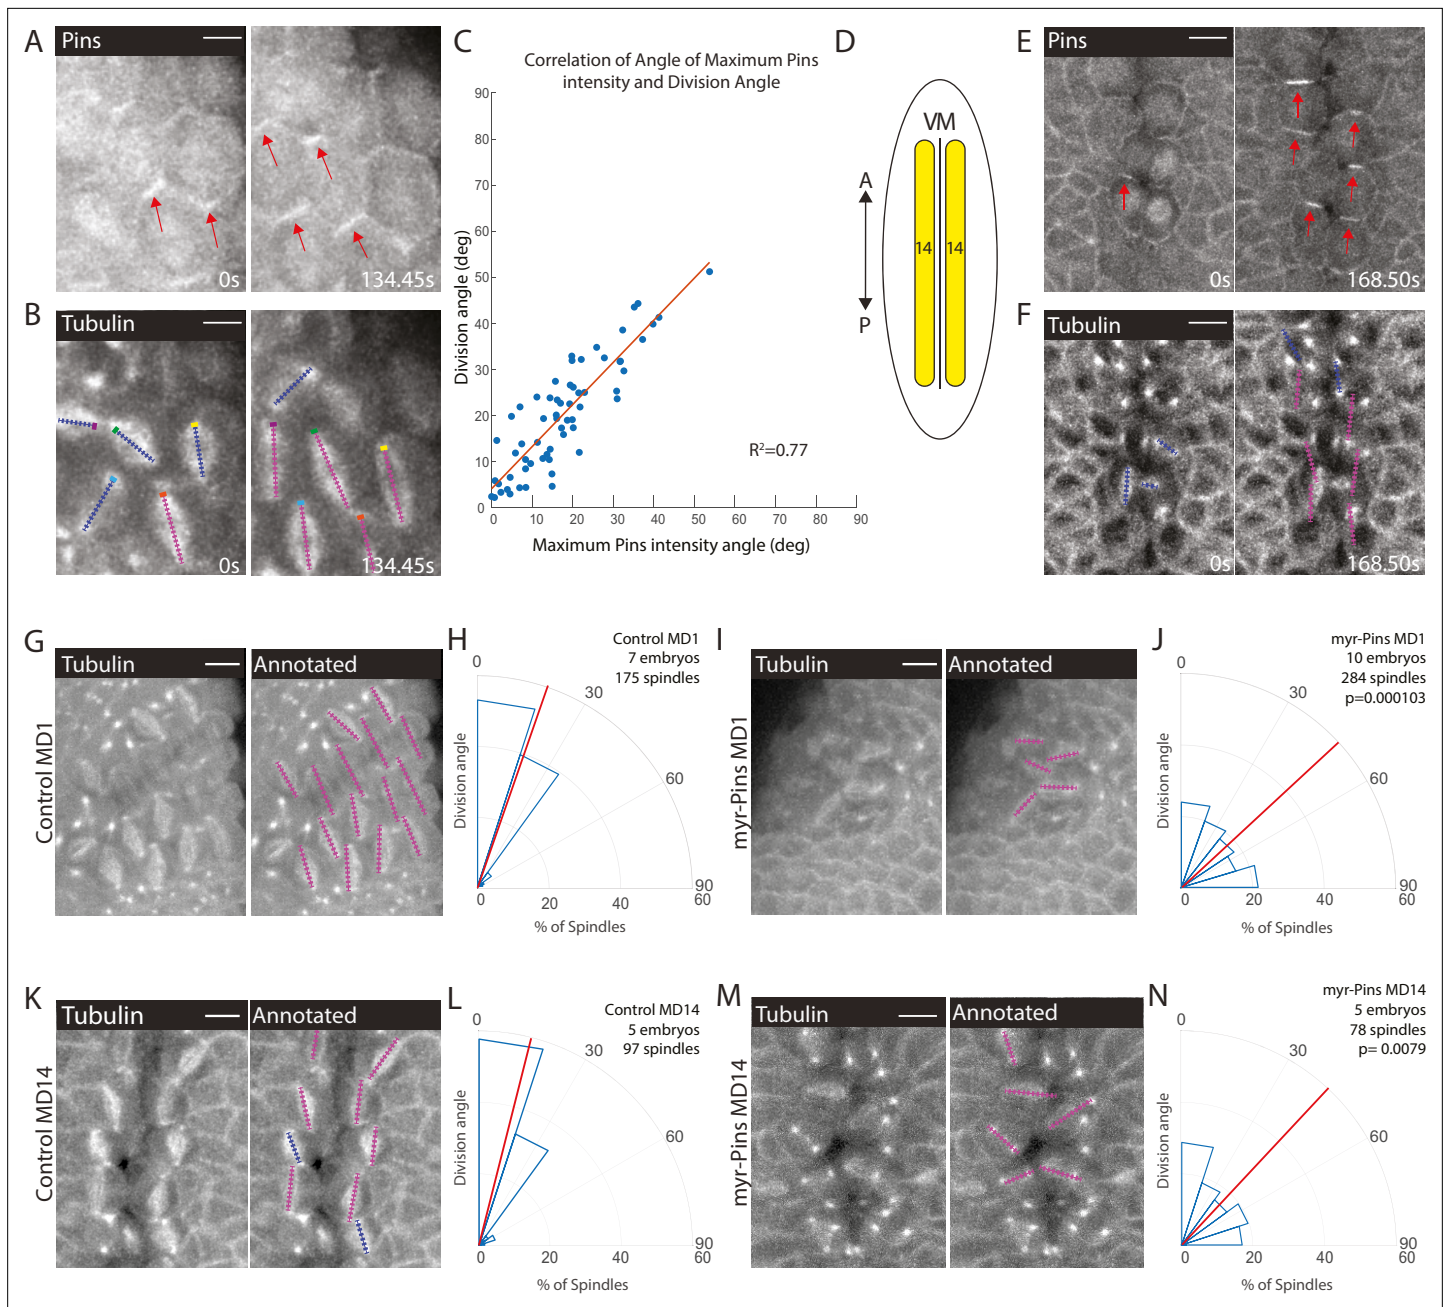 A
Pins
0s
134.45s
B
Tubulin
0s
134.45s
C
Correlation of Angle of Maximum Pins
intensity and Division Angle
90
80
70
60
50
40
30
20
10
0
Division angle (deg)
R²=0.77
0 10 20 30 40 50 60 70 80 90
Maximum Pins intensity angle (deg)
D
VM
A
P
14 14
E
Pins
0s
168.50s
F
Tubulin
0s
168.50s
G
Control MD1
Tubulin
Annotated
H
Control MD1
7 embryos
175 spindles
0
30
60
90
Division angle
0 20 40 60
% of Spindles
I
myr-Pins MD1
Tubulin
Annotated
J
myr-Pins MD1
10 embryos
284 spindles
p=0.000103
0
30
60
90
Division angle
0 20 40 60
% of Spindles
K
Control MD14
Tubulin
Annotated
L
Control MD14
5 embryos
97 spindles
0
30
60
90
Division angle
0 20 40 60
% of Spindles
M
myr-Pins MD14
Tubulin
Annotated
N
myr-Pins MD14
5 embryos
78 spindles
p= 0.0079
0
30
60
90
Division angle
0 20 40 60
% of Spindles